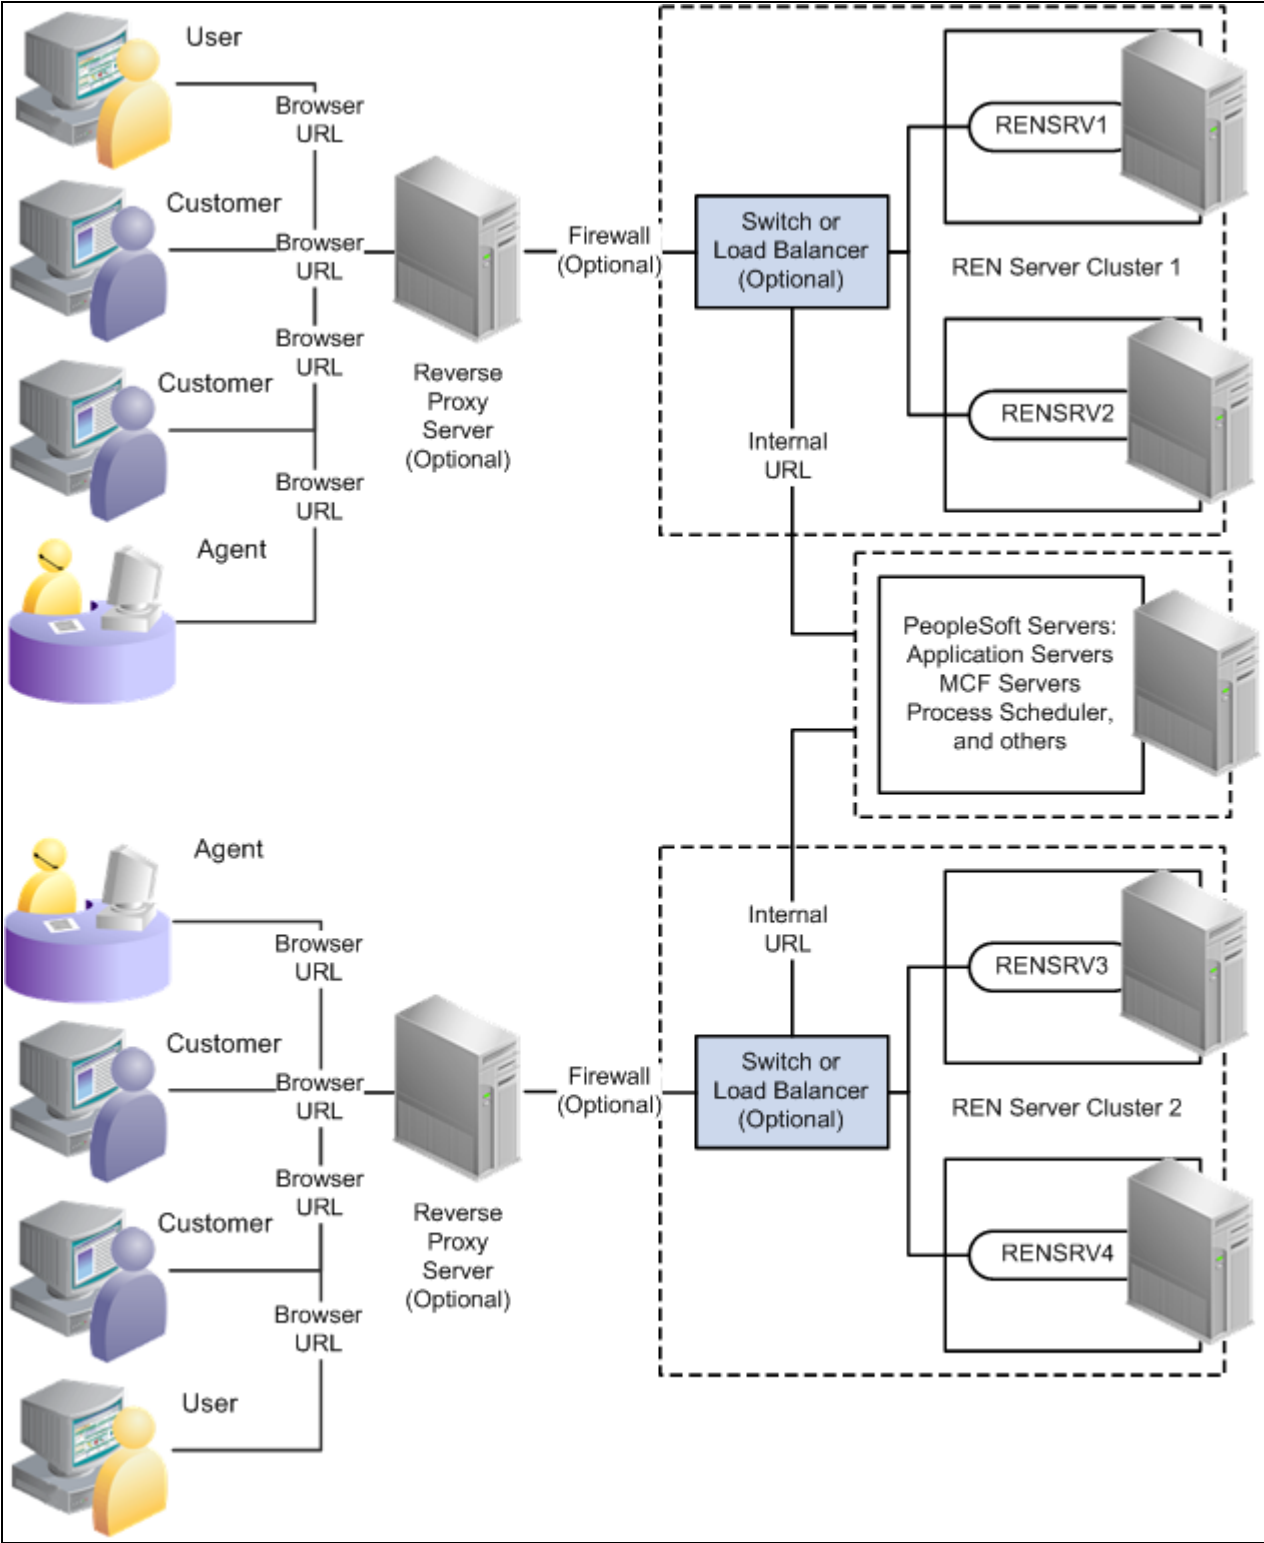 User
Browser
URL
Customer
Browser
URL
Browser
URL
Customer
Browser
URL
Agent
Reverse
Proxy
Server
(Optional)
Firewall
(Optional)
Switch or
Load Balancer
(Optional)
RENSRV1
REN Server Cluster 1
RENSRV2
Internal
URL
PeopleSoft Servers:
Application Servers
MCF Servers
Process Scheduler,
and others
Agent
Browser
URL
Customer
Browser
URL
Browser
URL
Customer
Browser
URL
User
Reverse
Proxy
Server
(Optional)
Firewall
(Optional)
Internal
URL
Switch or
Load Balancer
(Optional)
RENSRV3
REN Server Cluster 2
RENSRV4